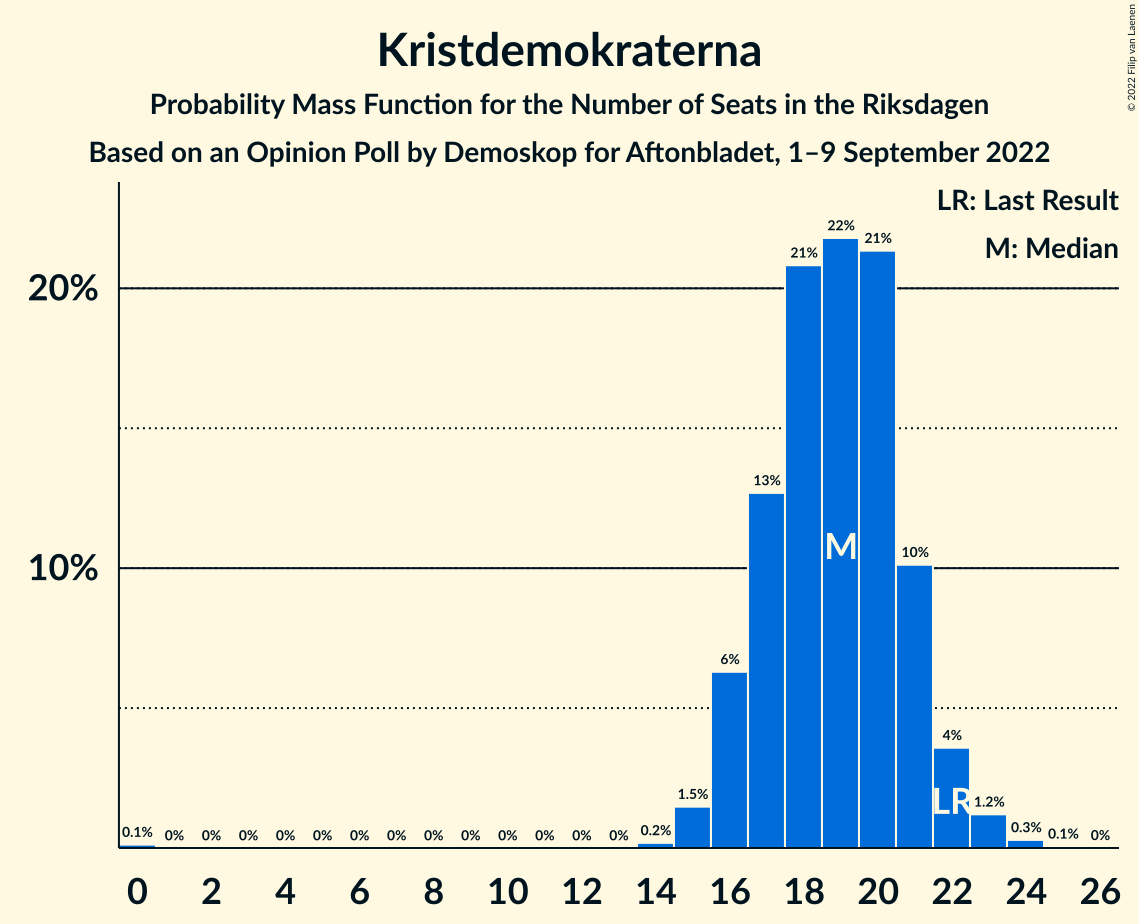 Kristdemokraterna
Probability Mass Function for the Number of Seats in the Riksdagen
Based on an Opinion Poll by Demoskop for Aftonbladet, 1–9 September 2022
© 2022 Filip van Laenen
LR: Last Result
M: Median
20%
10%
0.1% 0% 0% 0% 0% 0% 0% 0% 0% 0% 0% 0% 0% 0% 0.2% 1.5% 6% 13% 21% 22% 21% 10% 4% 1.2% 0.3% 0.1% 0%
M
LR
0 2 4 6 8 10 12 14 16 18 20 22 24 26